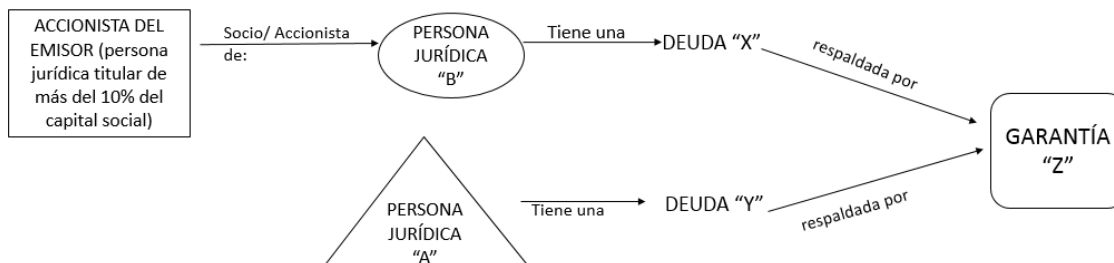 ACCIONISTA DEL
EMISOR (persona
jurídica titular de
más del 10% del
capital social)
Socio/ Accionista
de:
PERSONA
JURÍDICA
“B”
Tiene una
DEUDA “X”
respaldada por
GARANTÍA
“Z”
PERSONA
JURÍDICA
“A”
Tiene una
DEUDA “Y”
respaldada por